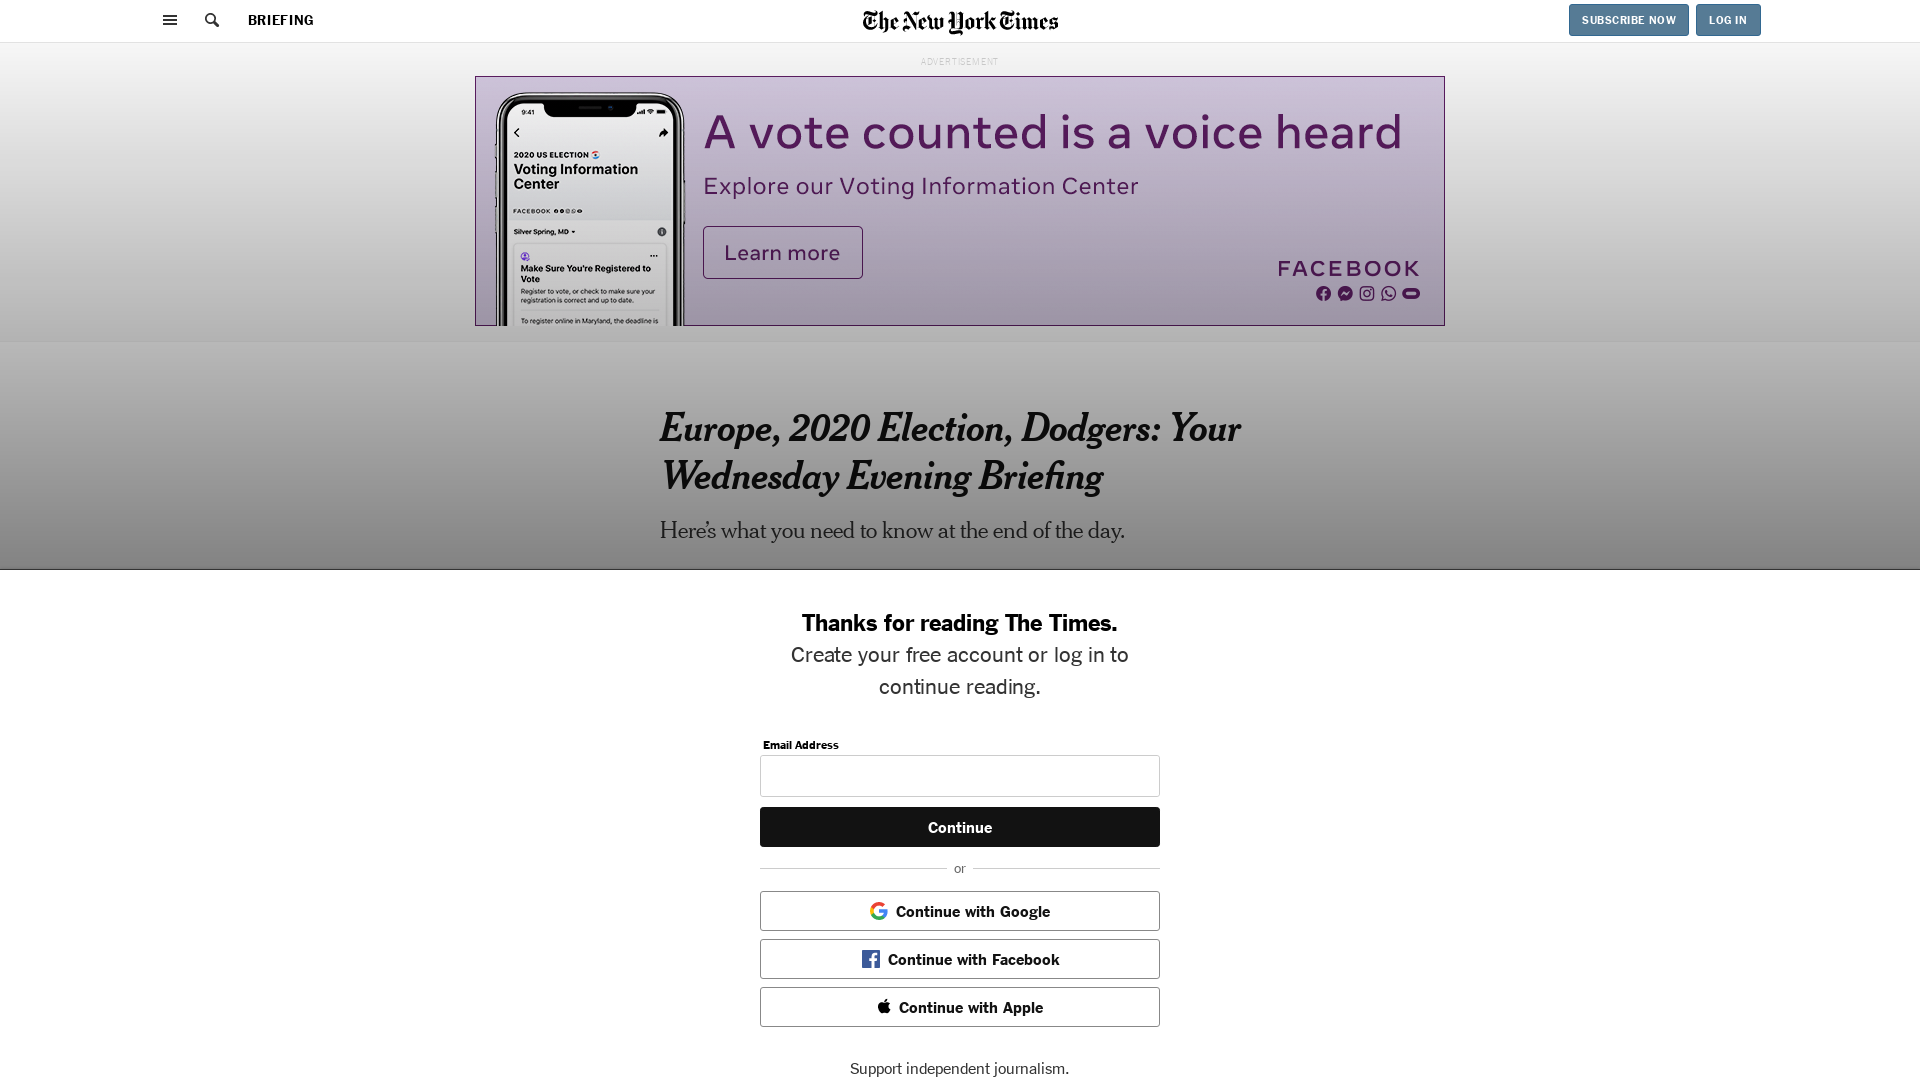 BRIEFING
The New York Times
SUBSCRIBE NOW
LOG IN
ADVERTISEMENT
9:41
2020 US ELECTION
Voting Information
Center
FACEBOOK
Silver Spring, MD
Make Sure You're Registered to
Vote
Register to vote, or check to make sure your
registration is correct and up to date.
To register online in Maryland, the deadline is
A vote counted is a voice heard
Explore our Voting Information Center
Learn more
FACEBOOK
Europe, 2020 Election, Dodgers: Your
Wednesday Evening Briefing
Here’s what you need to know at the end of the day.
Thanks for reading The Times.
Create your free account or log in to
continue reading.
Email Address
Continue
or
Continue with Google
Continue with Facebook
Continue with Apple
Support independent journalism.